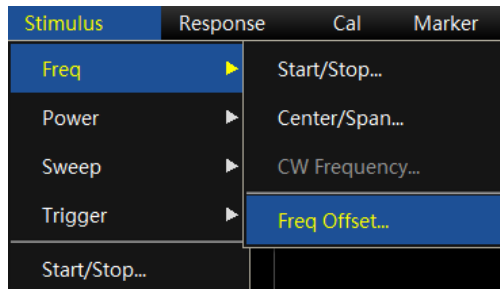 Stimulus Response Cal Marker
Freq Start/Stop...
Power Center/Span...
Sweep CW Frequency...
Trigger Freq Offset...
Start/Stop...